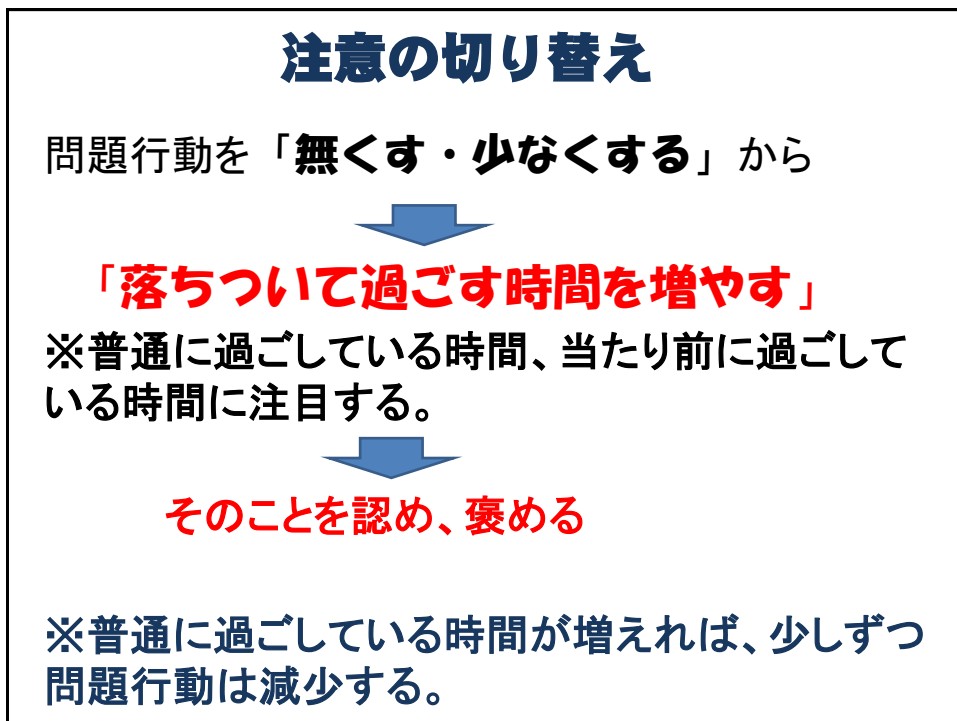 注意の切り替え
問題行動を「無くす・少なくする」から
「落ちついて過ごす時間を増やす」
※普通に過ごしている時間、当たり前に過ごして
いる時間に注目する。
そのことを認め、褒める
※普通に過ごしている時間が増えれば、少しずつ
問題行動は減少する。